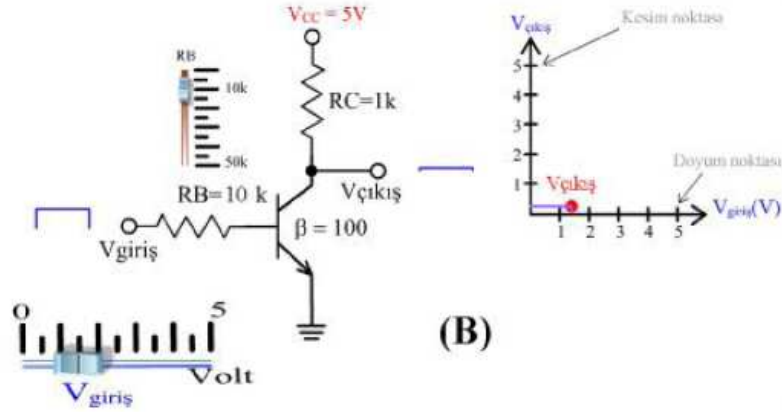 VCC = 5V
RB
10k
50k
RC=1k
Vçıkış
RB=10 k
Vgiriş
β = 100
0
5
Volt
Vgiriş
(B)
Vçıkış
Kesim noktası
5
4
3
2
1
Vçıkış
Doyum noktası
1 2 3 4 5
Vgiriş(V)